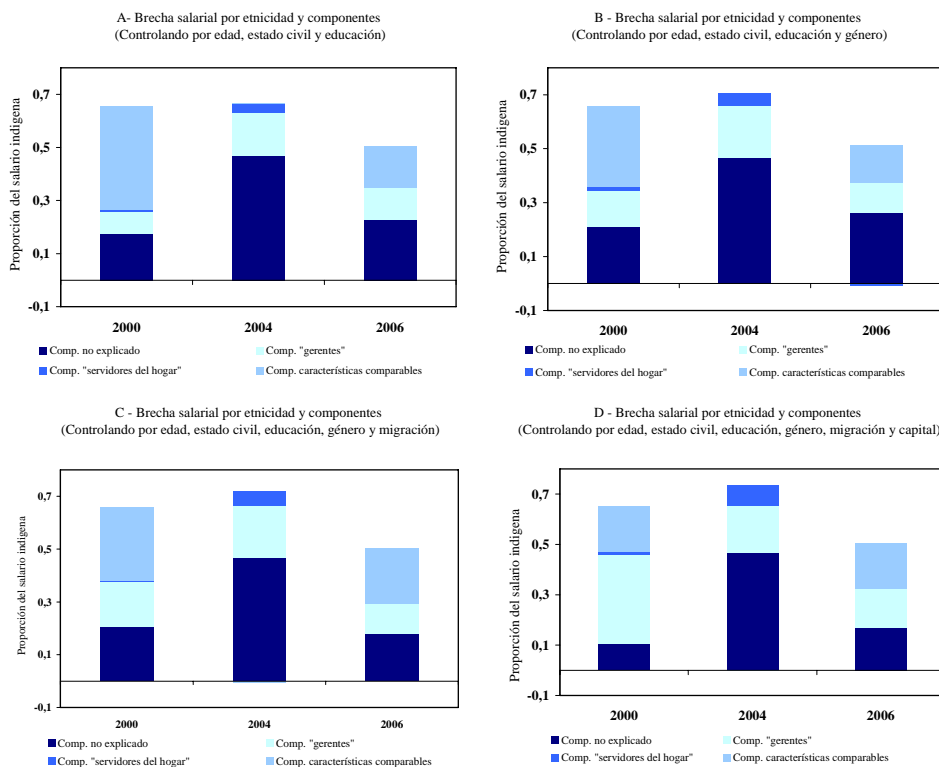 A- Brecha salarial por etnicidad y componentes
(Controlando por edad, estado civil y educación)
Proporción del salario indigena
0,7
0,5
0,3
0,1
-0,1
2000
2004
2006
Comp. no explicado
Comp. "gerentes"
Comp. "servidores del hogar"
Comp. características comparables
B - Brecha salarial por etnicidad y componentes
(Controlando por edad, estado civil, educación y género)
Proporción del salario indigena
0,7
0,5
0,3
0,1
-0,1
2000
2004
2006
Comp. no explicado
Comp. "gerentes"
Comp. "servidores del hogar"
Comp. características comparables
C - Brecha salarial por etnicidad y componentes
(Controlando por edad, estado civil, educación, género y migración)
Proporción del salario indigena
0,7
0,5
0,3
0,1
-0,1
2000
2004
2006
Comp. no explicado
Comp. "gerentes"
Comp. "servidores del hogar"
Comp. características comparables
D - Brecha salarial por etnicidad y componentes
(Controlando por edad, estado civil, educación, género, migración y capital)
Proporción del salario indígena
0,7
0,5
0,3
0,1
-0,1
2000
2004
2006
Comp. no explicado
Comp. "gerentes"
Comp. "servidores del hogar"
Comp. características comparables